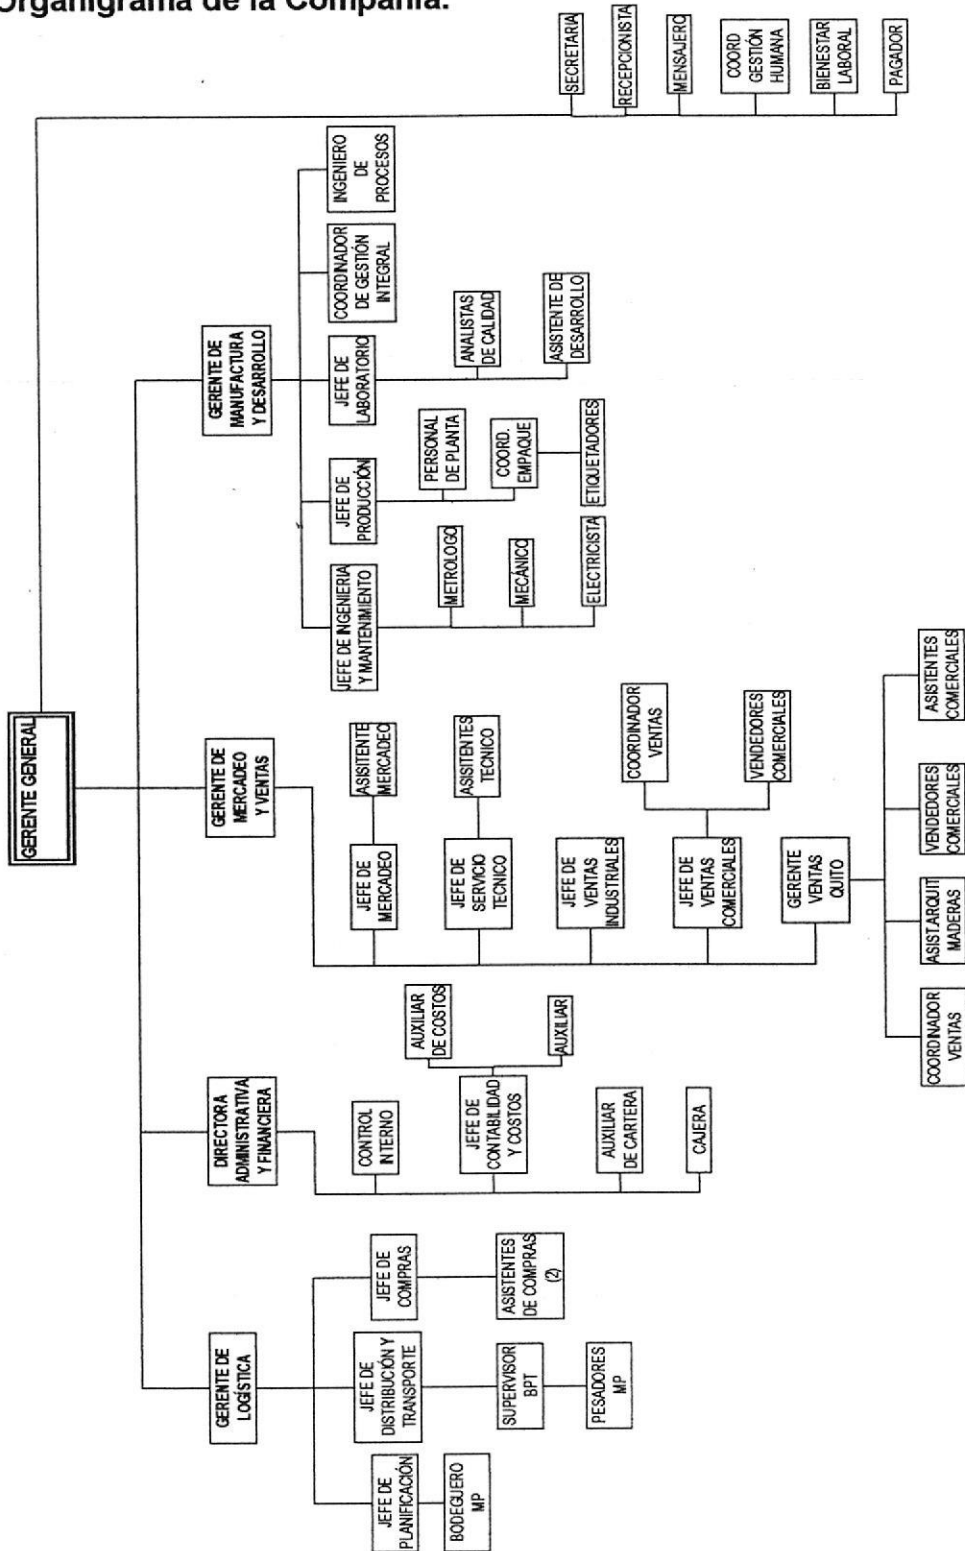 Organigrama de la Compañía.
GERENTE GENERAL
GERENTE DE
LOGÍSTICA
DIRECTORA
ADMINISTRATIVA
Y FINANCIERA
GERENTE DE
MERCADEO
Y VENTAS
GERENTE DE
MANUFACTURA
Y DESARROLLO
JEFE DE
PLANIFICACIÓN
BODEGUERO
MP
JEFE DE
DISTRIBUCIÓN Y
TRANSPORTE
SUPERVISOR
BPT
PESADORES
MP
JEFE DE
COMPRAS
ASISTENTES
DE COMPRAS
(2)
CONTROL
INTERNO
JEFE DE
CONTABILIDAD
Y COSTOS
AUXILIAR
DE COSTOS
AUXILIAR
AUXILIAR
DE CARTERA
CAJERA
JEFE DE
MERCADEO
ASISITENTE
MERCADEO
JEFE DE
SERVICIO
TECNICO
ASISITENTES
TECNICO
JEFE DE
VENTAS
INDUSTRIALES
JEFE DE
VENTAS
COMERCIALES
COORDINADOR
VENTAS
VENDEDORES
COMERCIALES
GERENTE
VENTAS
QUITO
COORDINADOR
VENTAS
ASIST.ARQUIT
MADERAS
VENDEDORES
COMERCIALES
ASISTENTES
COMERCIALES
JEFE DE INGENIERIA
Y MANTENIMIENTO
METROLOGO
MECÁNICO
ELECTRICISTA
JEFE DE
PRODUCCIÓN
PERSONAL
DE PLANTA
COORD.
EMPAQUE
ETIQUETADORES
JEFE DE
LABORATORIO
ANALISTAS
DE CALIDAD
ASISTENTE DE
DESARROLLO
COORDINADOR
DE GESTIÓN
INTEGRAL
INGENIERO
DE
PROCESOS
SECRETARIA
RECEPCIONISTA
MENSAJERO
COORD
GESTIÓN
HUMANA
BIENESTAR
LABORAL
PAGADOR